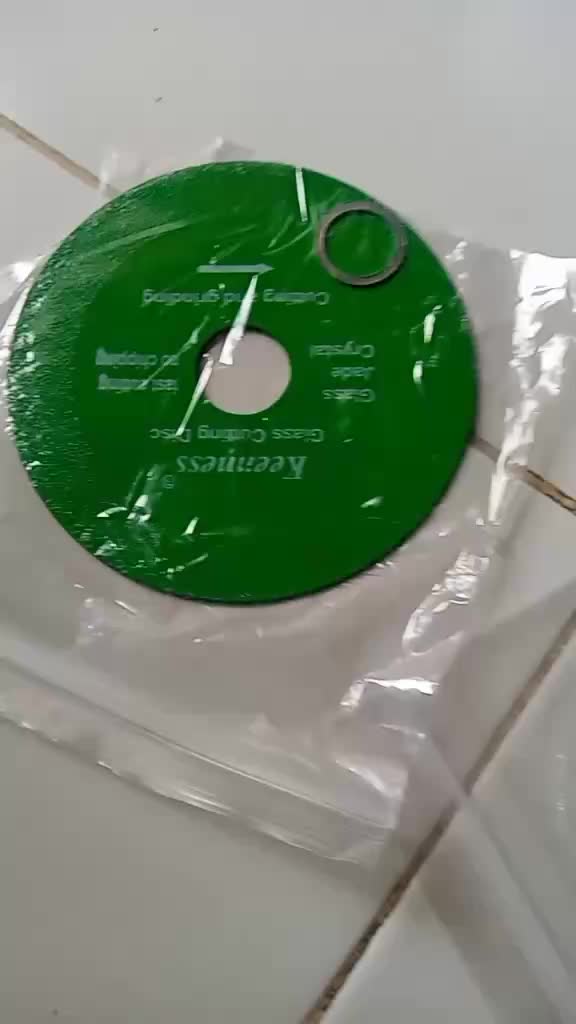 Keenness®
Glass Cutting Disc
Glass
Jade
Crystal
fast cutting
no chipping
Cutting and grinding